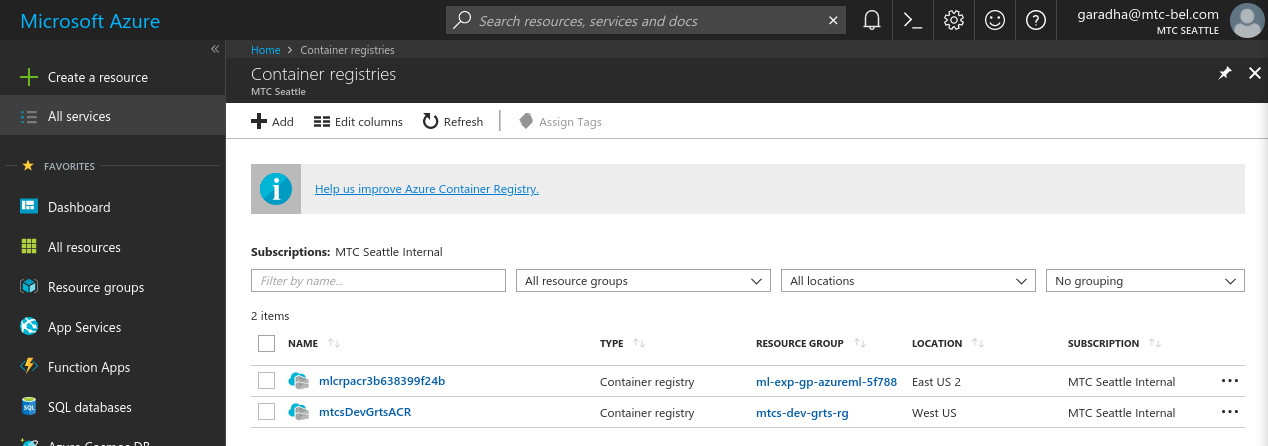 Microsoft Azure
Search resources, services and docs
garadha@mtc-bel.com
MTC SEATTLE
Create a resource
All services
FAVORITES
Dashboard
All resources
Resource groups
App Services
Function Apps
SQL databases
Azure Cosmos DB
Home > Container registries
Container registries
MTC Seattle
Add Edit columns Refresh Assign Tags
Help us improve Azure Container Registry.
Subscriptions: MTC Seattle Internal
Filter by name... All resource groups All locations No grouping
2 items
NAME TYPE RESOURCE GROUP LOCATION SUBSCRIPTION
mlcrpacr3b638399f24b Container registry ml-exp-gp-azureml-5f788 East US 2 MTC Seattle Internal
mtcsDevGrtsACR Container registry mtcs-dev-grts-rg West US MTC Seattle Internal